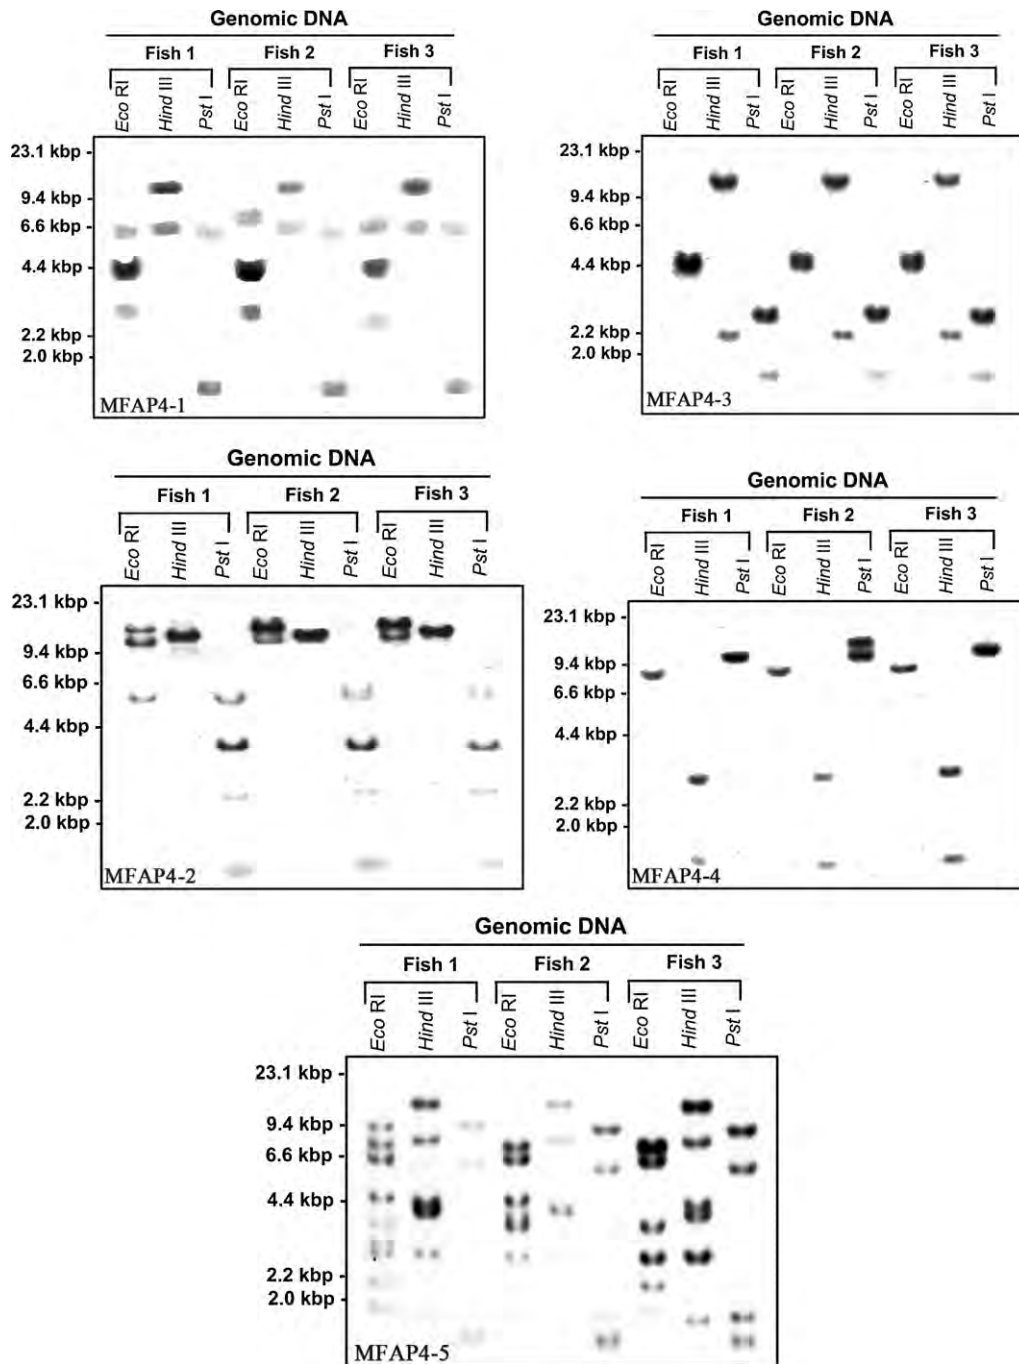 Genomic DNA
Fish 1 Fish 2 Fish 3
Eco RI Hind III Pst I Eco RI Hind III Pst I Eco RI Hind III Pst I
23.1 kbp -
9.4 kbp -
6.6 kbp -
4.4 kbp -
2.2 kbp -
2.0 kbp -
MFAP4-1
Genomic DNA
Fish 1 Fish 2 Fish 3
Eco RI Hind III Pst I Eco RI Hind III Pst I Eco RI Hind III Pst I
23.1 kbp -
9.4 kbp -
6.6 kbp -
4.4 kbp -
2.2 kbp -
2.0 kbp -
MFAP4-3
Genomic DNA
Fish 1 Fish 2 Fish 3
Eco RI Hind III Pst I Eco RI Hind III Pst I Eco RI Hind III Pst I
23.1 kbp -
9.4 kbp -
6.6 kbp -
4.4 kbp -
2.2 kbp -
2.0 kbp -
MFAP4-2
Genomic DNA
Fish 1 Fish 2 Fish 3
Eco RI Hind III Pst I Eco RI Hind III Pst I Eco RI Hind III Pst I
23.1 kbp -
9.4 kbp -
6.6 kbp -
4.4 kbp -
2.2 kbp -
2.0 kbp -
MFAP4-4
Genomic DNA
Fish 1 Fish 2 Fish 3
Eco RI Hind III Pst I Eco RI Hind III Pst I Eco RI Hind III Pst I
23.1 kbp -
9.4 kbp -
6.6 kbp -
4.4 kbp -
2.2 kbp -
2.0 kbp -
MFAP4-5